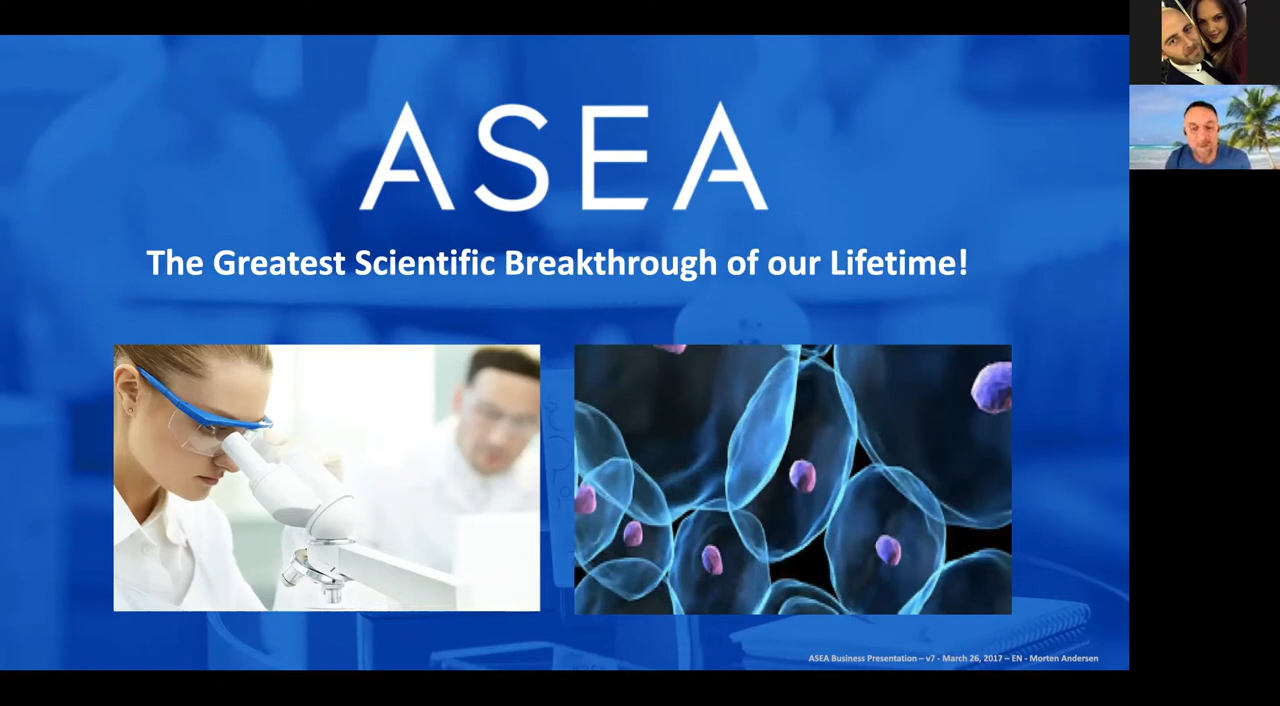 ASEA
The Greatest Scientific Breakthrough of our Lifetime!
ASEA Business Presentation – v7 - March 26, 2017 – EN - Morten Andersen